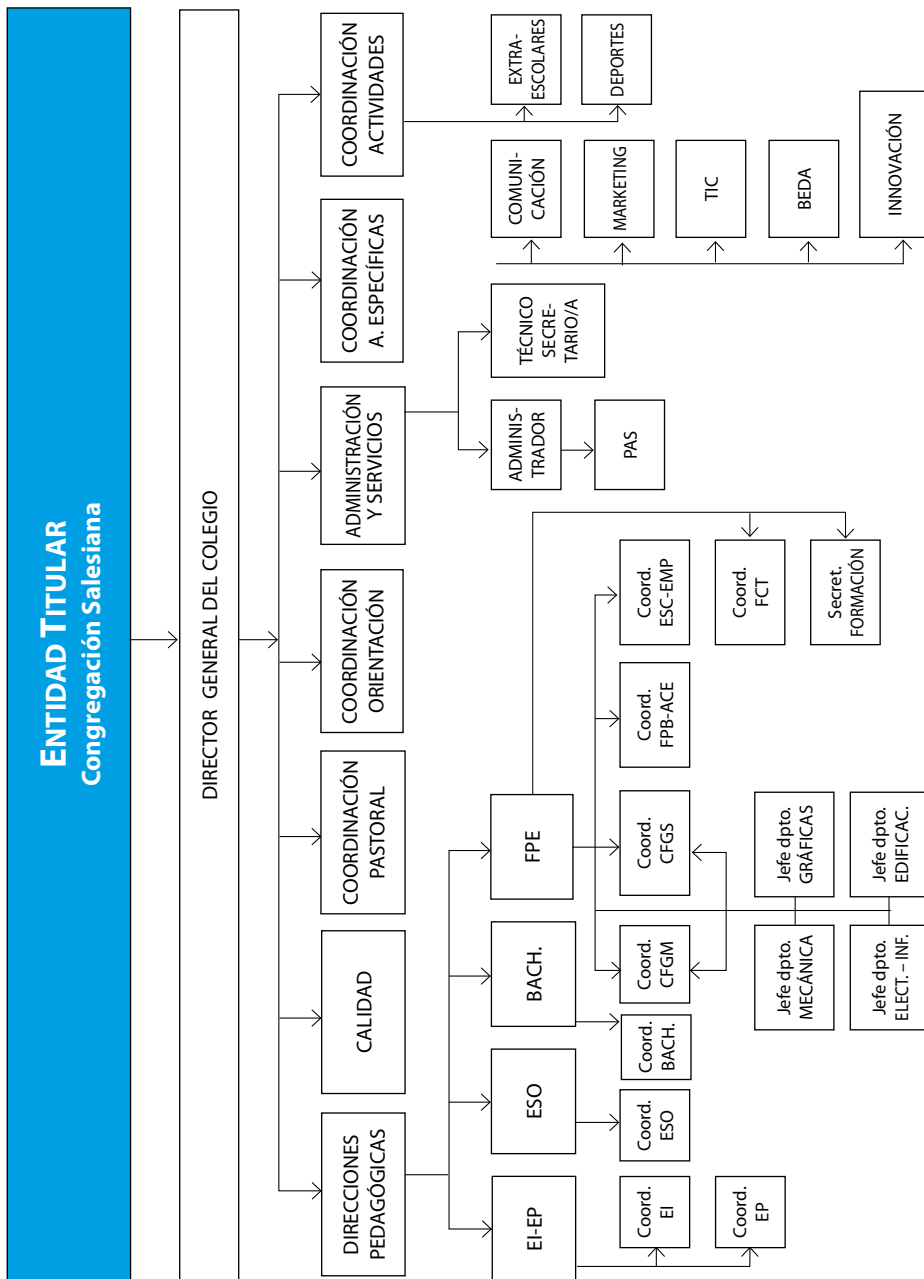 ENTIDAD TITULAR
Congregación Salesiana
DIRECTOR GENERAL DEL COLEGIO
DIRECCIONES
PEDAGÓGICAS
CALIDAD
COORDINACIÓN
PASTORAL
COORDINACIÓN
ORIENTACIÓN
ADMINISTRACIÓN
Y SERVICIOS
COORDINACIÓN
A. ESPECÍFICAS
COORDINACIÓN
ACTIVIDADES
EI-EP
ESO
BACH.
FPE
ADMINIS-
TRADOR
TÉCNICO
SECRE-
TARIO/A
COMUNI-
CACIÓN
EXTRA-
ESCOLARES
MARKETING
DEPORTES
TIC
BEDA
INNOVACIÓN
PAS
Coord.
EI
Coord.
ESO
Coord.
BACH.
Coord.
CFGM
Coord.
CFGS
Coord.
FPB-ACE
Coord.
ESC-EMP
Coord.
EP
Coord.
FCT
Secret.
FORMACIÓN
Jefe dpto.
MECÁNICA
Jefe dpto.
GRÁFICAS
Jefe dpto.
ELECT. – INF.
Jefe dpto.
EDIFICAC.